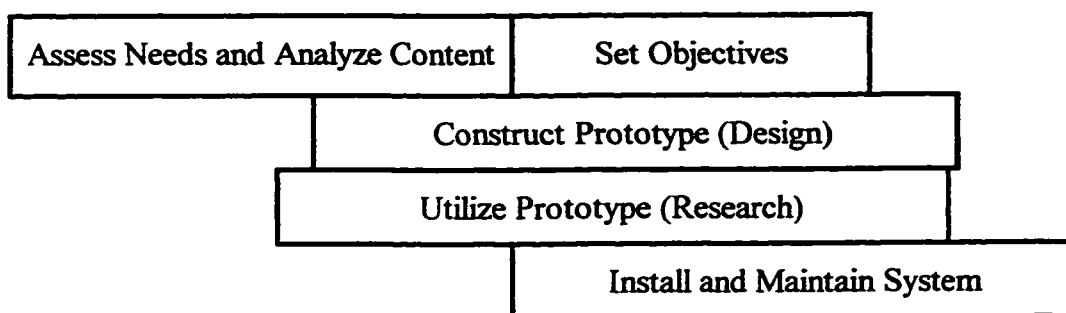 Assess Needs and Analyze Content
Set Objectives
Construct Prototype (Design)
Utilize Prototype (Research)
Install and Maintain System